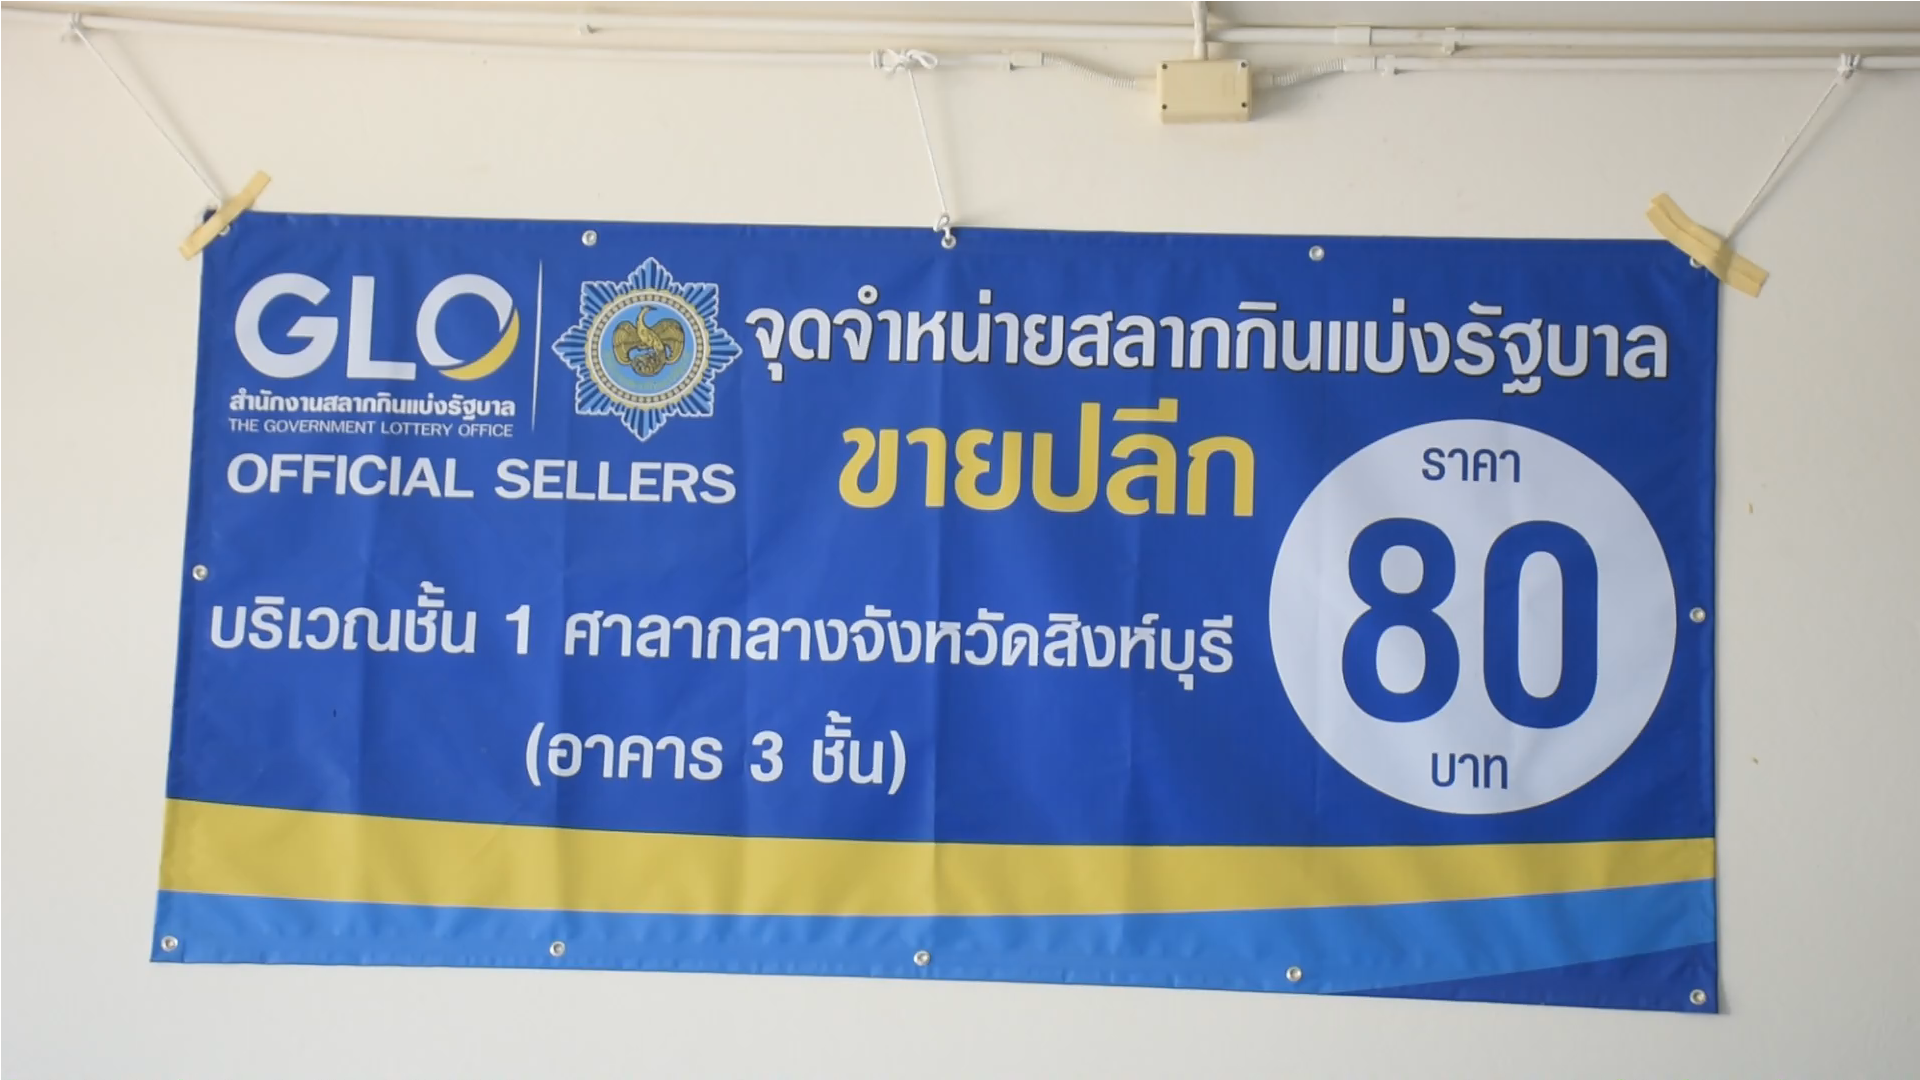 GLO
สำนักงานสลากกินแบ่งรัฐบาล
THE GOVERNMENT LOTTERY OFFICE
OFFICIAL SELLERS
จุดจำหน่ายสลากกินแบ่งรัฐบาล
ขายปลีก
ราคา
80
บาท
บริเวณชั้น 1 ศาลากลางจังหวัดสิงห์บุรี
(อาคาร 3 ชั้น)